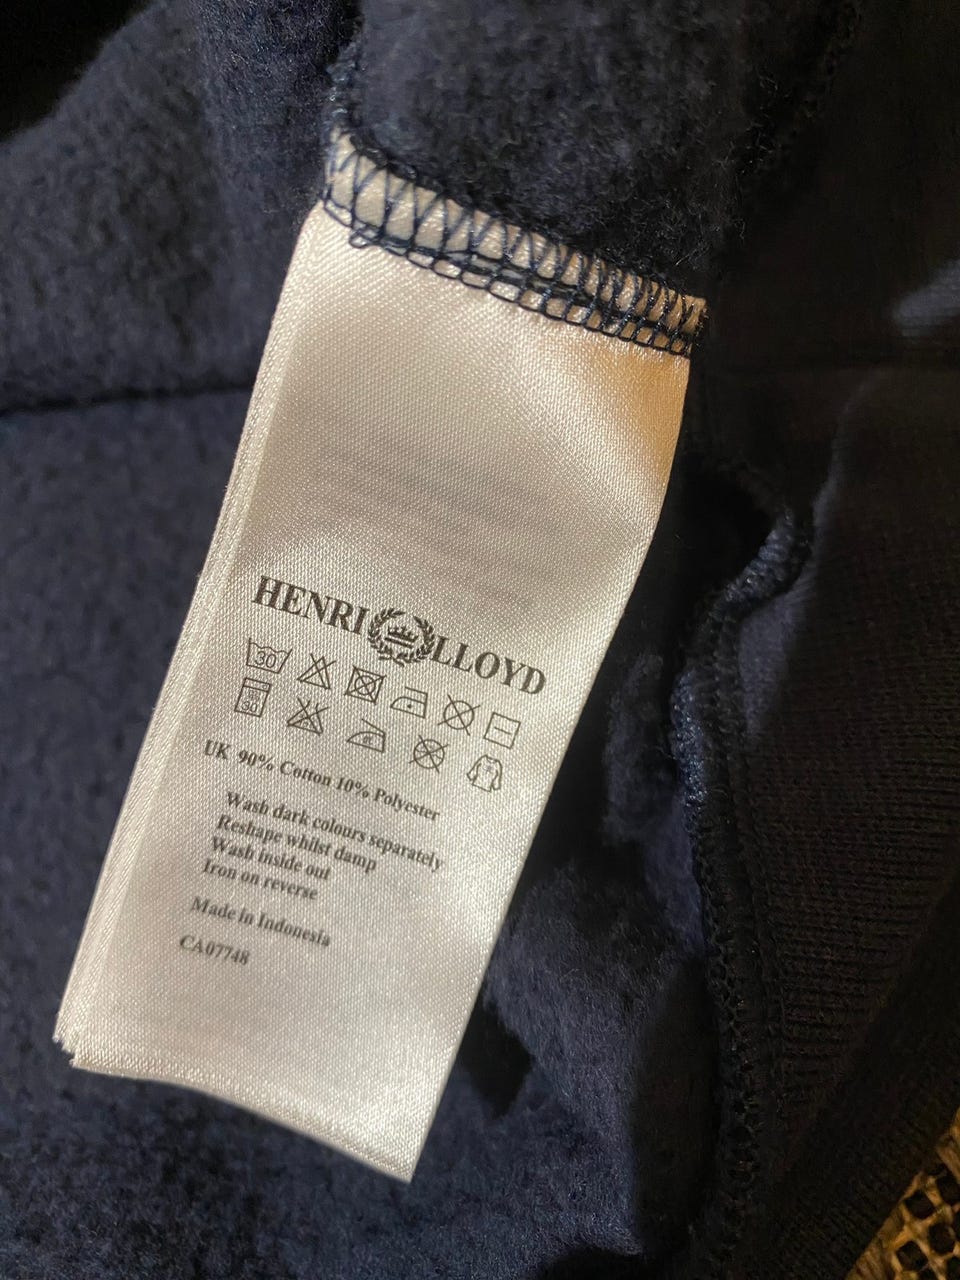 HENRI LLOYD
30
30
UK 90% Cotton 10% Polyester
Wash dark colours separately
Reshape whilst damp
Wash inside out
Iron on reverse
Made in Indonesia
CA07748